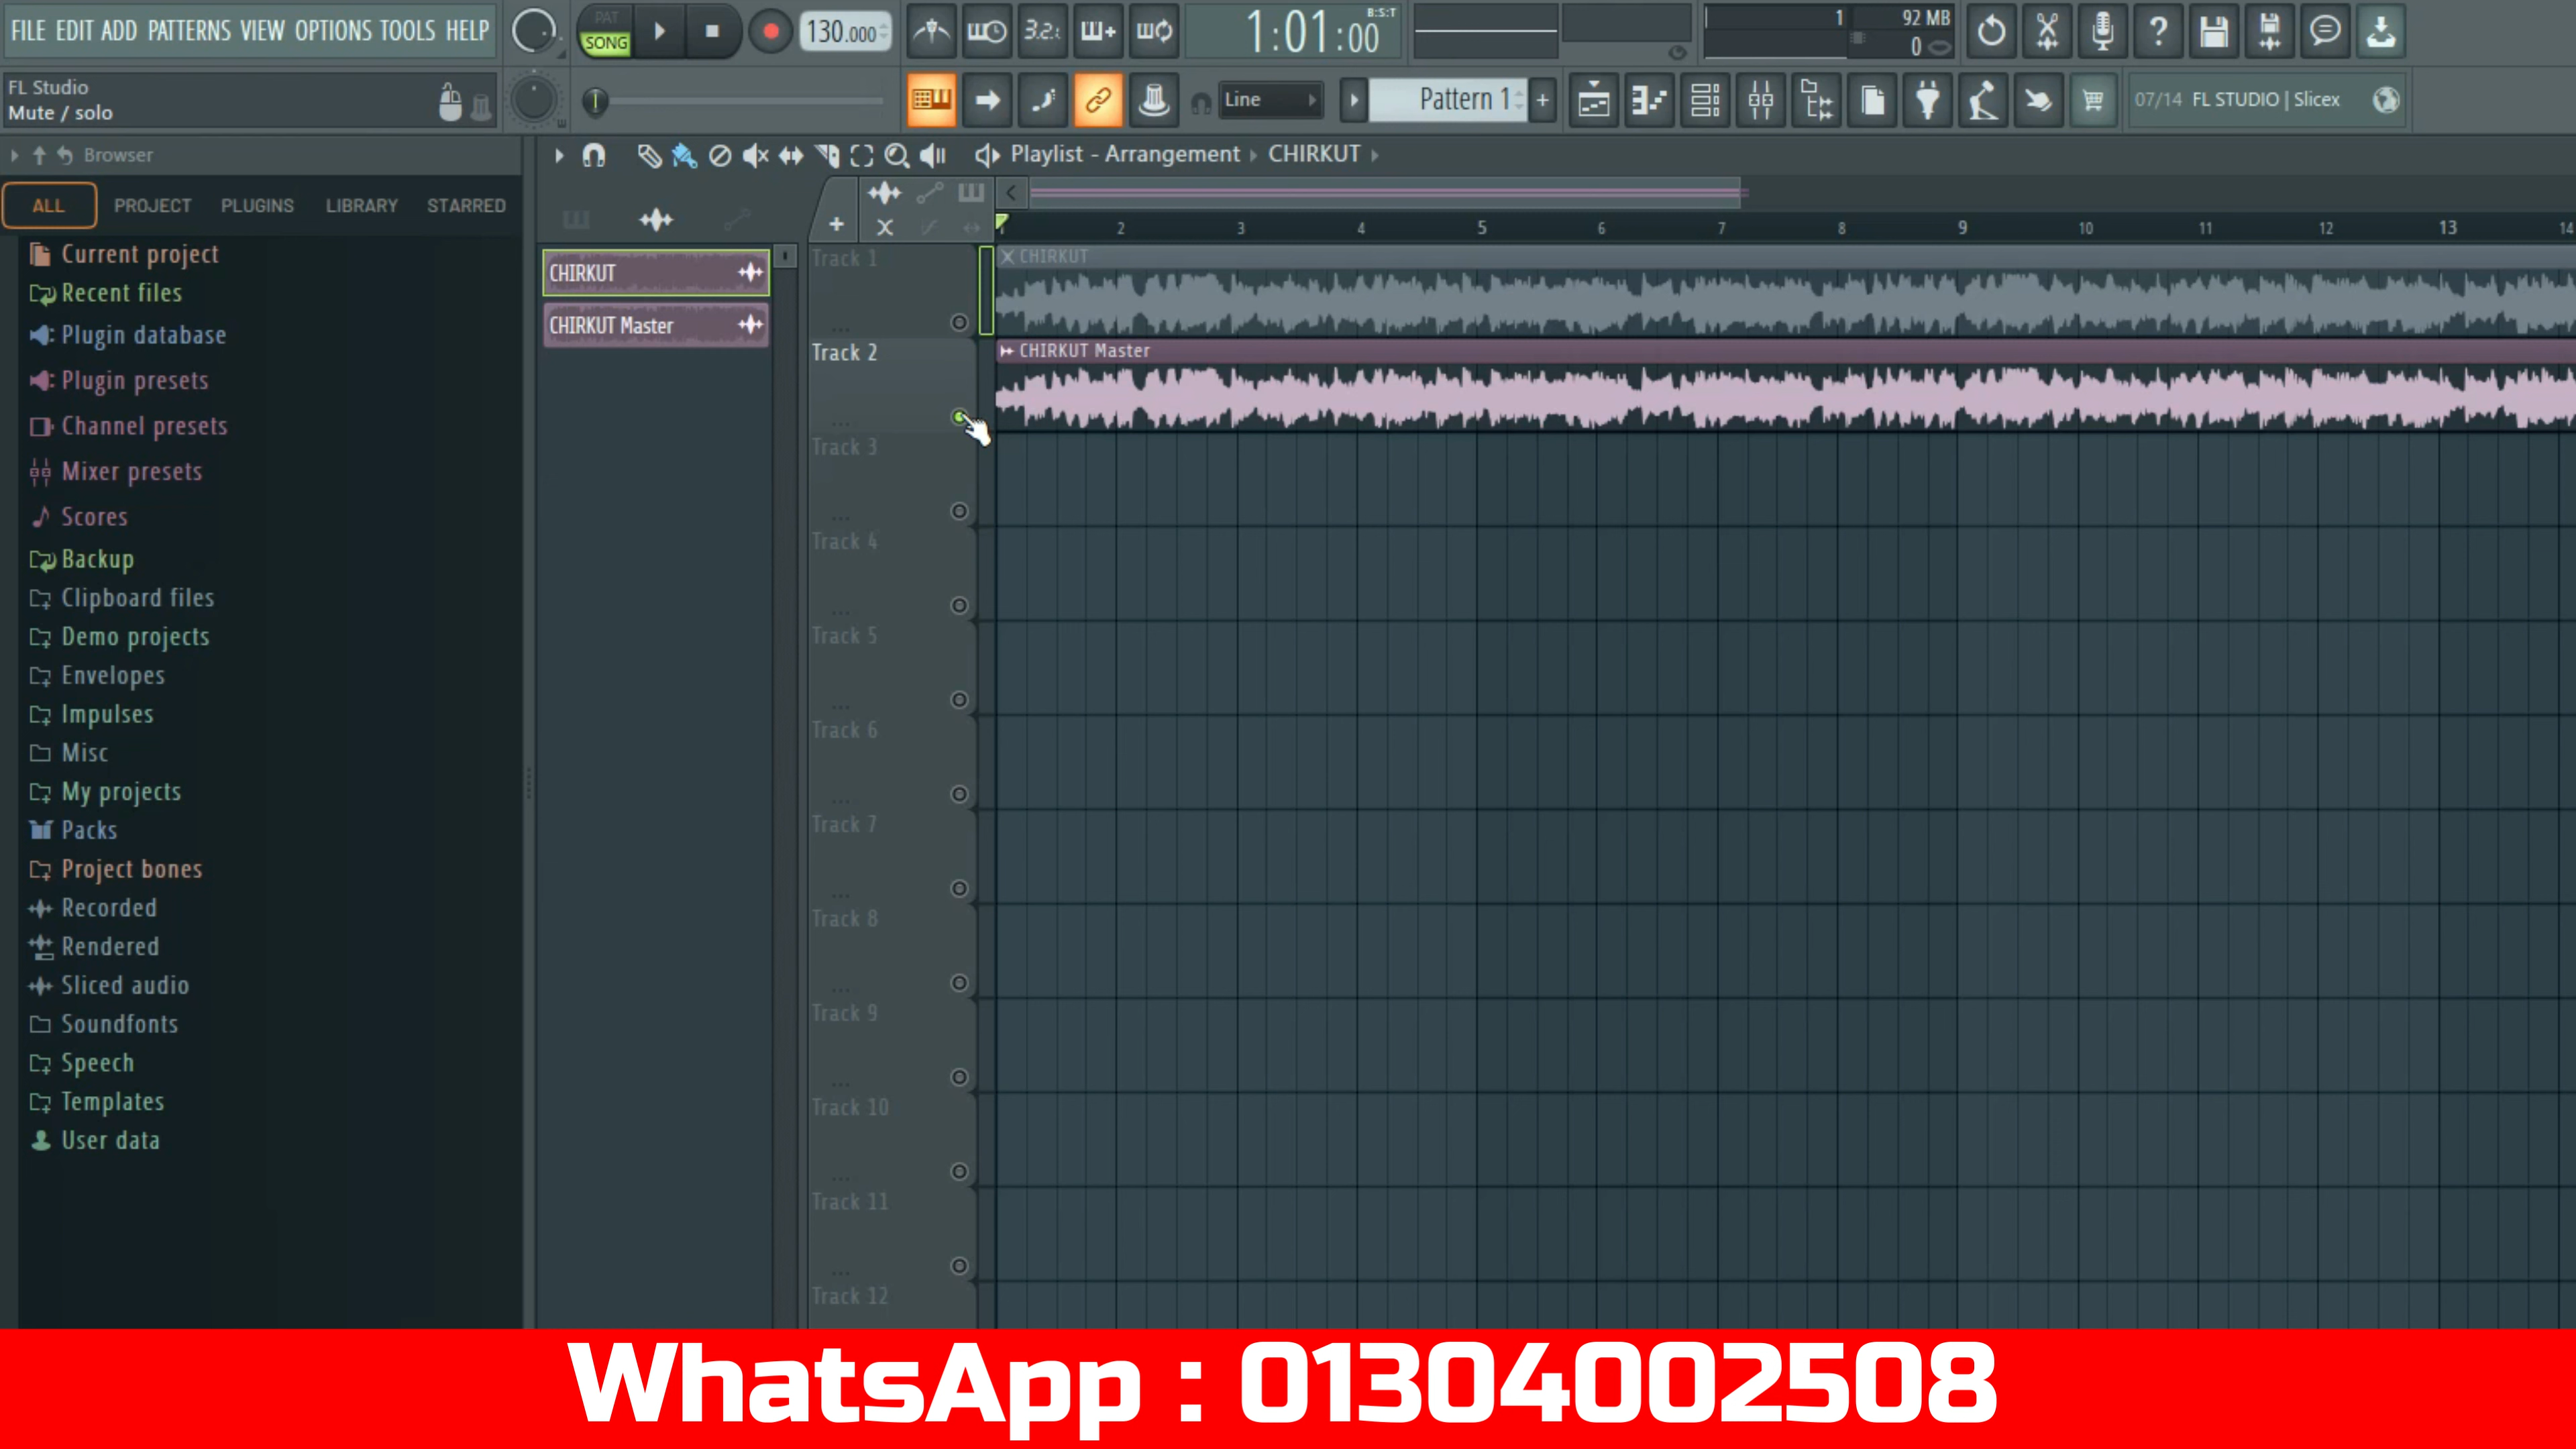 FILE EDIT ADD PATTERNS VIEW OPTIONS TOOLS HELP
PAT
SONG
130.000
3.2.1
1:01:00
B:S:T
1
92 MB
0
FL Studio
Mute / solo
Line
Pattern 1
07/14 FL STUDIO | Slicex
Browser
Playlist - Arrangement CHIRKUT
ALL PROJECT PLUGINS LIBRARY STARRED
Current project
Recent files
Plugin database
Plugin presets
Channel presets
Mixer presets
Scores
Backup
Clipboard files
Demo projects
Envelopes
Impulses
Misc
My projects
Packs
Project bones
Recorded
Rendered
Sliced audio
Soundfonts
Speech
Templates
User data
CHIRKUT
CHIRKUT Master
2 3 4 5 6 7 8 9 10 11 12 13 14
Track 1
CHIRKUT
Track 2
CHIRKUT Master
Track 3
Track 4
Track 5
Track 6
Track 7
Track 8
Track 9
Track 10
Track 11
Track 12
WhatsApp : 01304002508